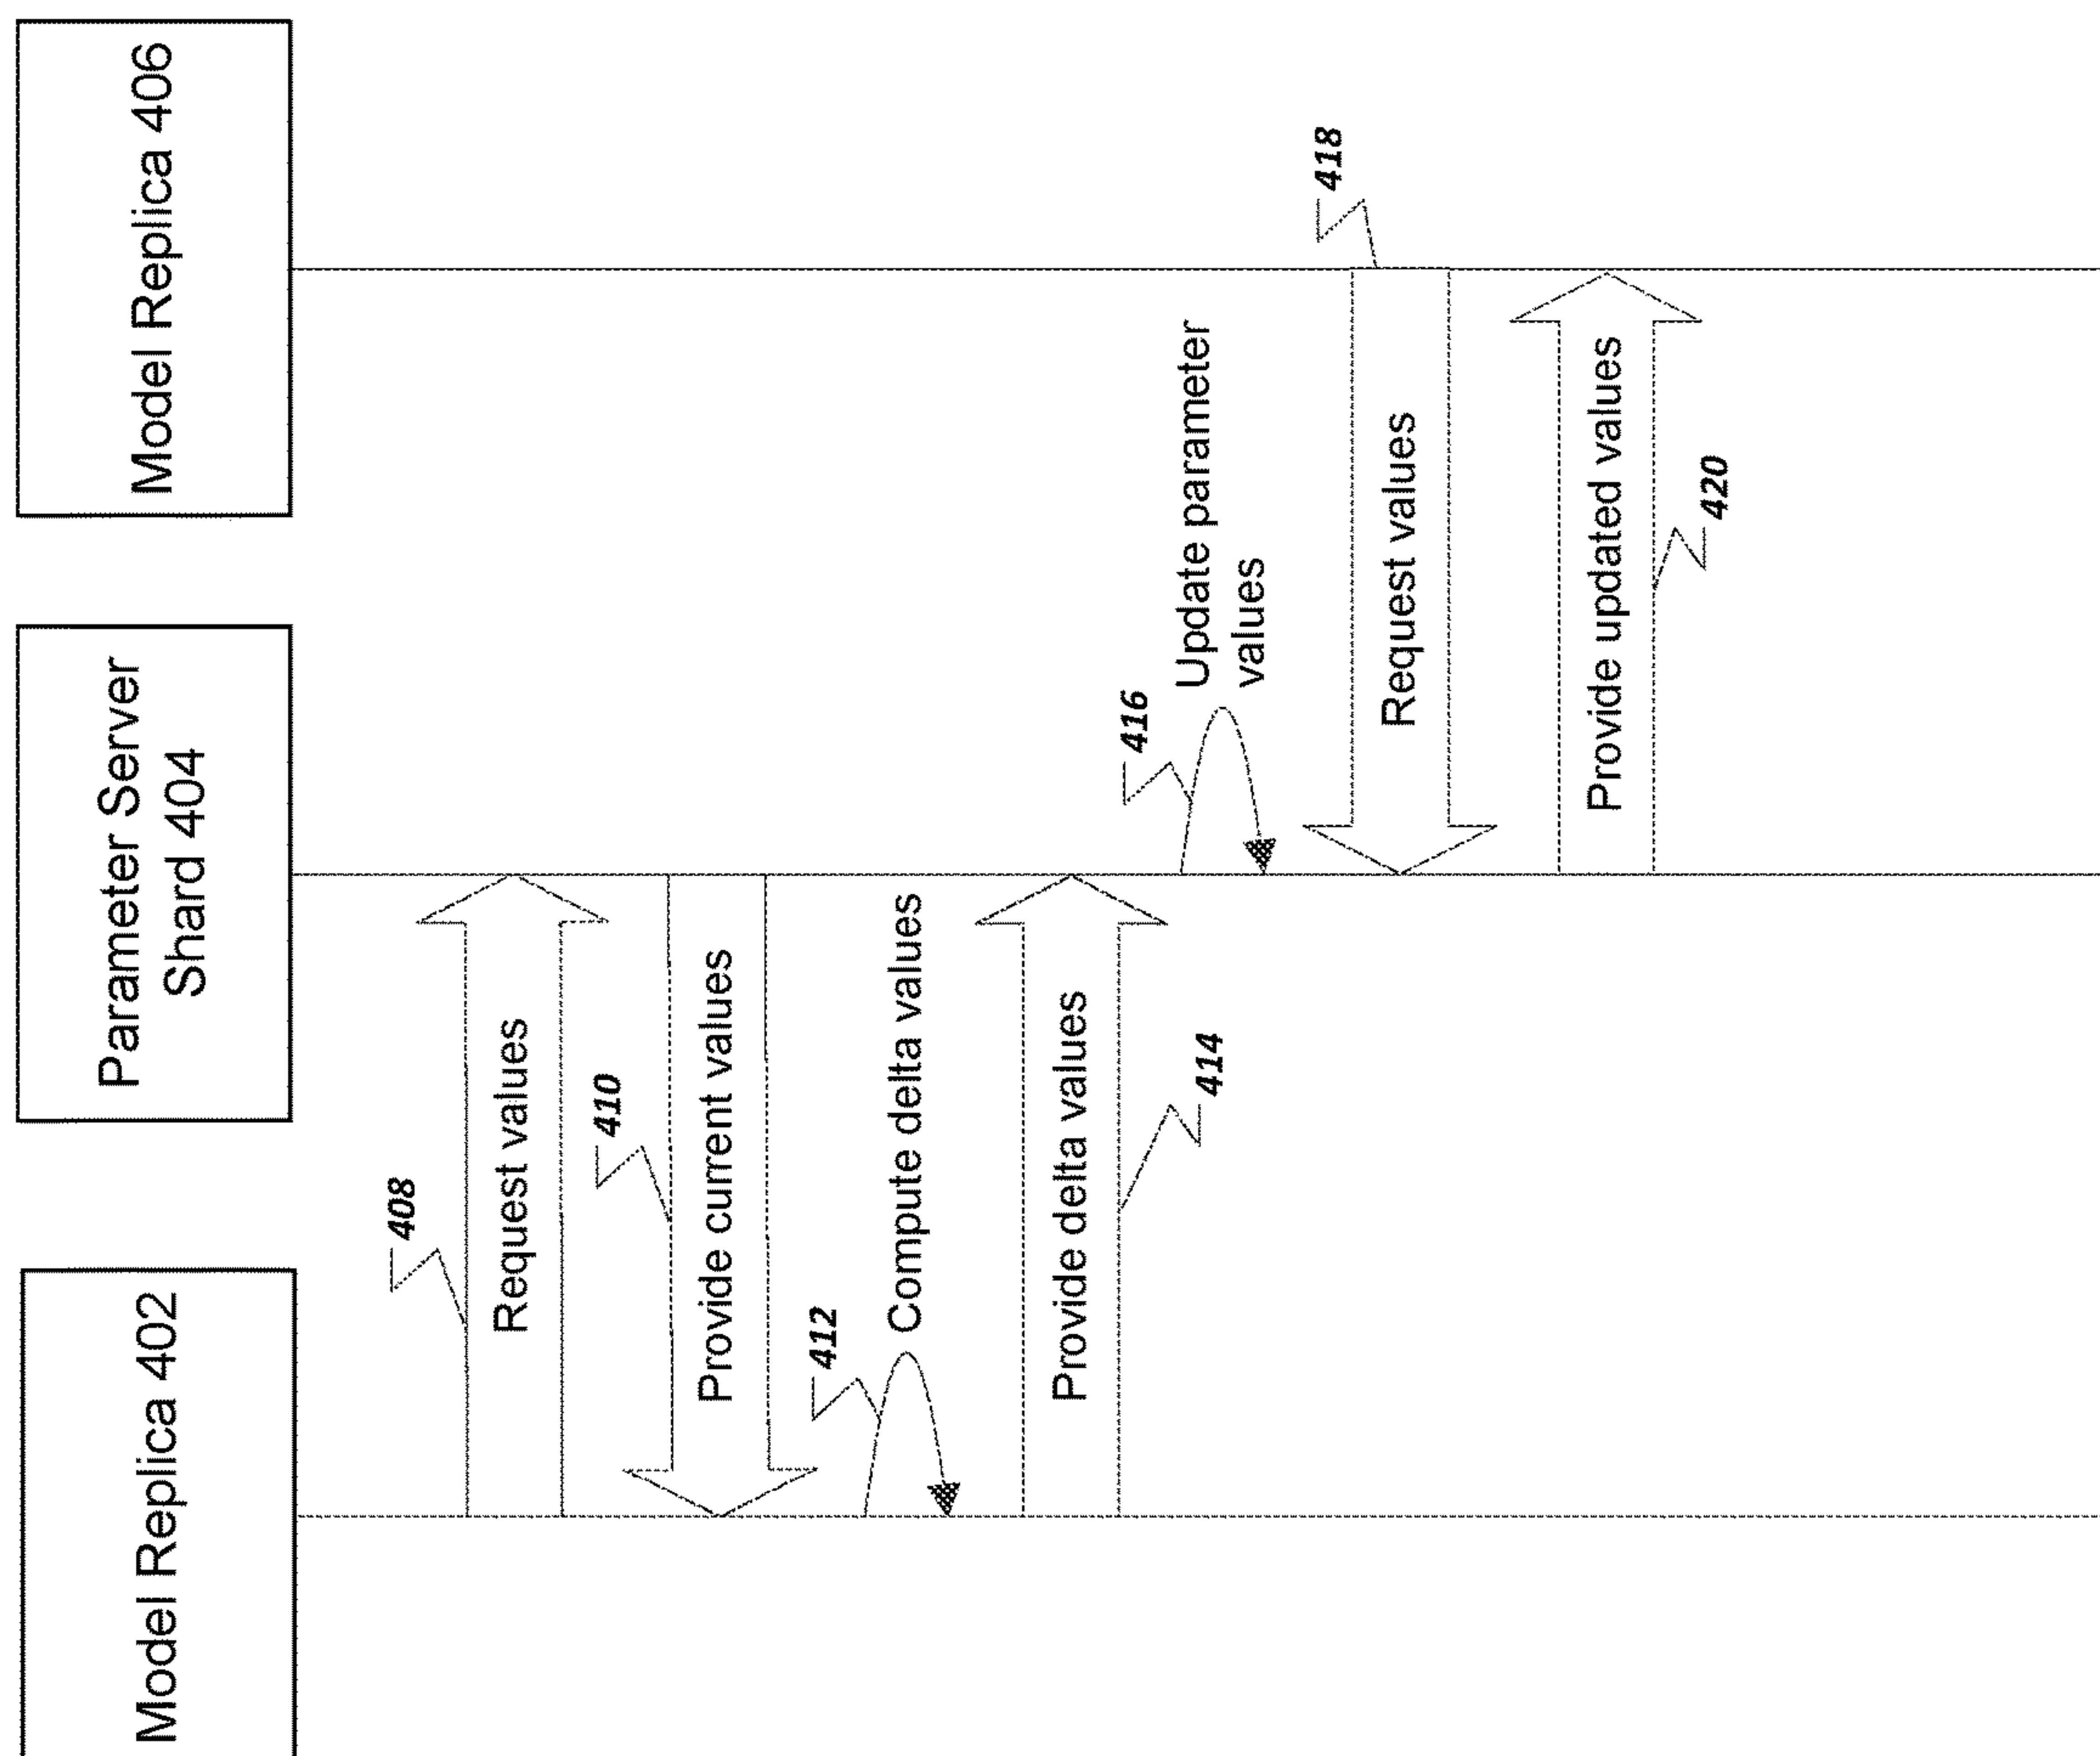 Model Replica 402
Parameter Server
Shard 404
Model Replica 406
408
Request values
410
Provide current values
412
Compute delta values
Provide delta values
414
416
Update parameter
values
418
Request values
Provide updated values
420